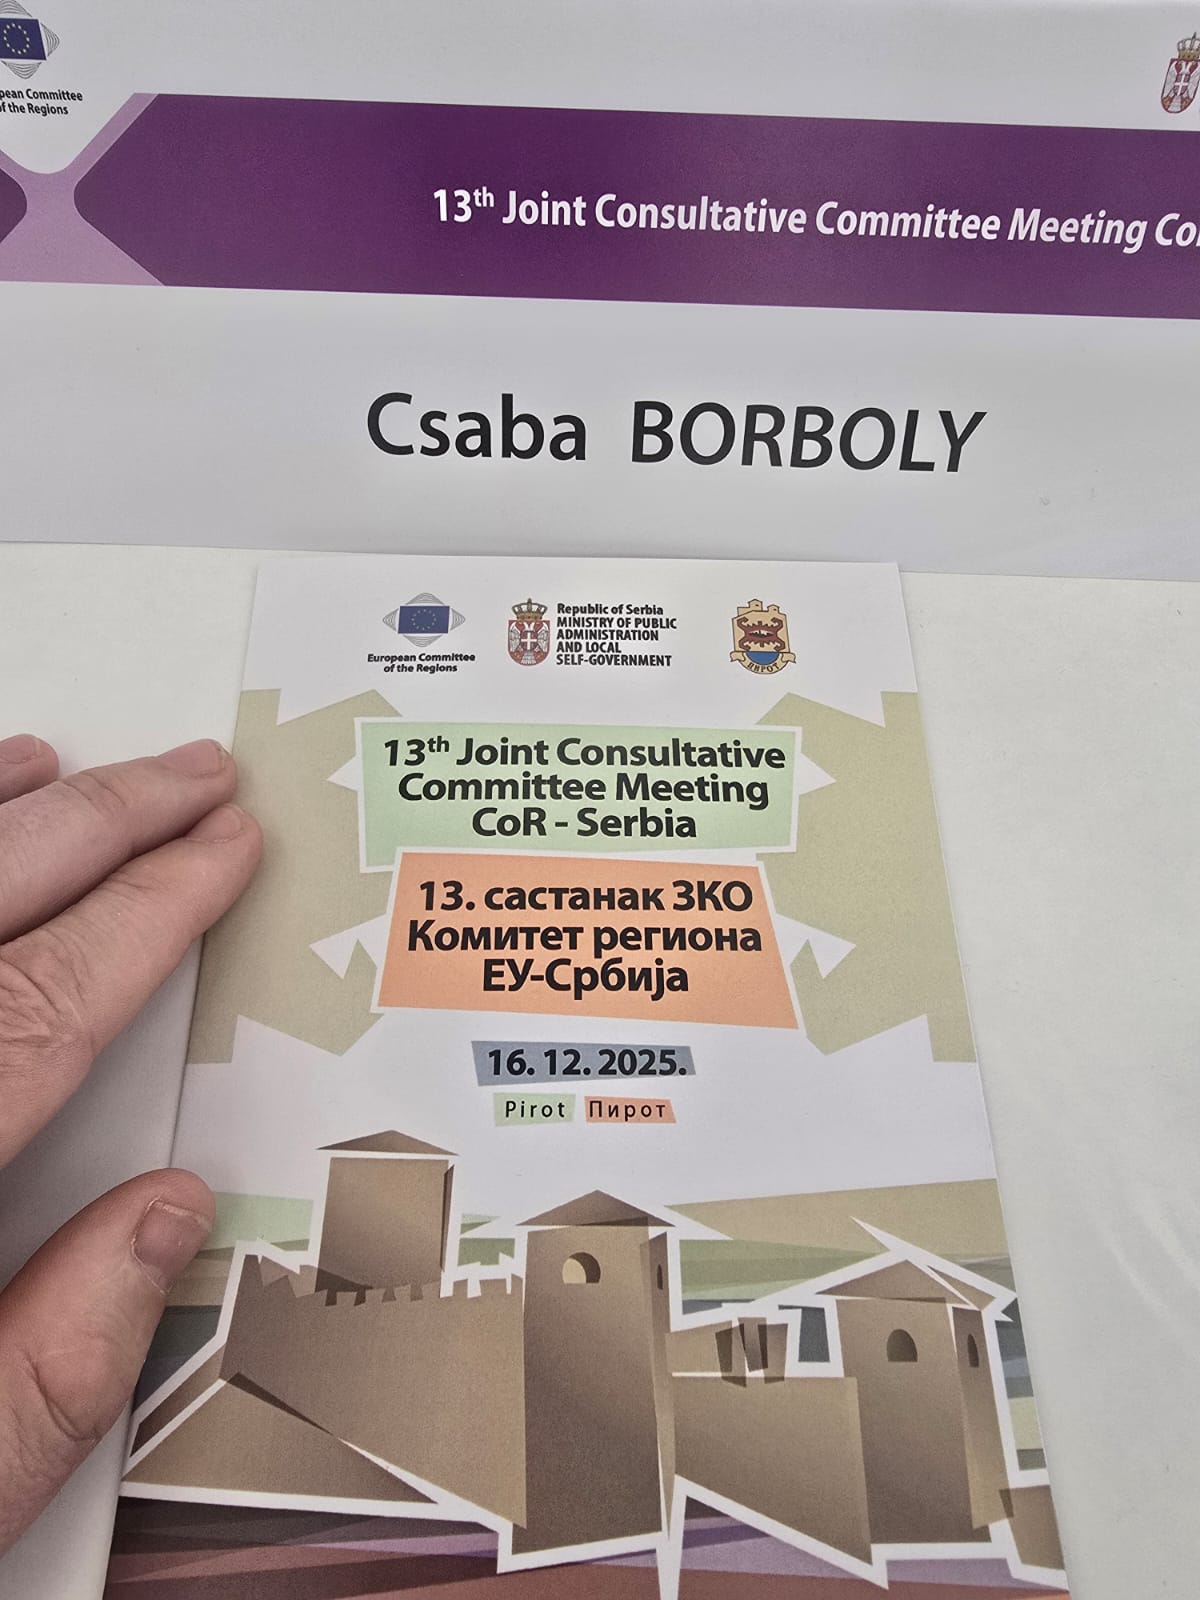 European Committee
of the Regions
13th Joint Consultative Committee Meeting
Csaba BORBOLY
European Committee
of the Regions
Republic of Serbia
MINISTRY OF PUBLIC
ADMINISTRATION
AND LOCAL
SELF-GOVERNMENT
ПИРОТ
13th Joint Consultative
Committee Meeting
CoR - Serbia
13. састанак ЗКО
Комитет региона
ЕУ-Србија
16. 12. 2025.
Pirot Пирот